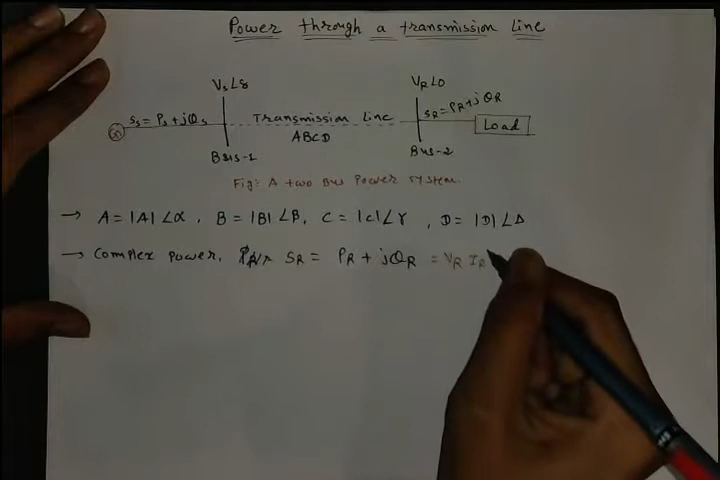 Power through a transmission Line
Vs∠δ
VR∠0
Ss = Ps + jQs
Transmission Line
SR = PR + jQR
Load
ABCD
Bus-1
Bus-2
Fig: A two Bus Power system.
→ A = |A| ∠α, B = |B| ∠β, C = |C| ∠γ, D = |D| ∠Δ
→ Complex power, SR = PR + jQR = VR IR